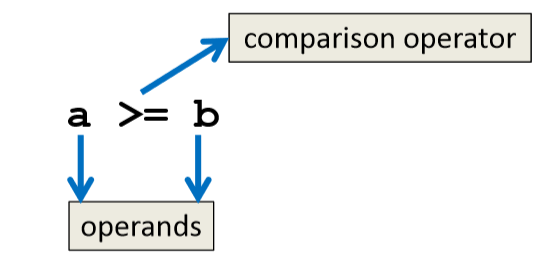 comparison operator
a >= b
operands